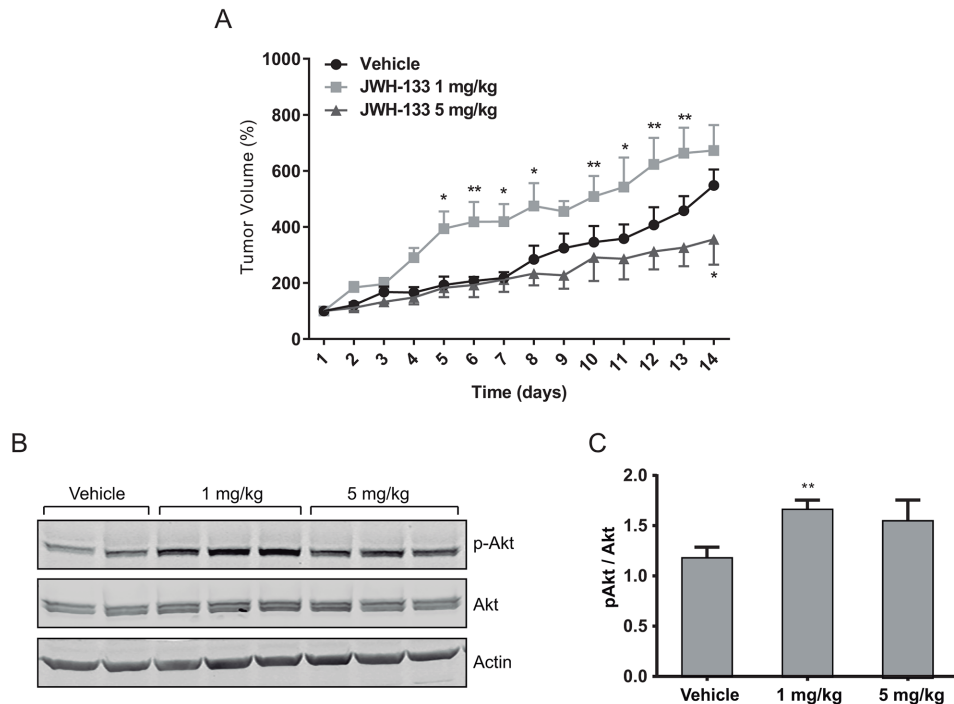 A
1000
800
600
400
200
0
Tumor Volume (%)
Vehicle
JWH-133 1 mg/kg
JWH-133 5 mg/kg
* ** * * ** * ** **
*
1 2 3 4 5 6 7 8 9 10 11 12 13 14
Time (days)
B
Vehicle 1 mg/kg 5 mg/kg
p-Akt
Akt
Actin
C
2.0
1.5
1.0
0.5
0.0
pAkt / Akt
**
Vehicle 1 mg/kg 5 mg/kg